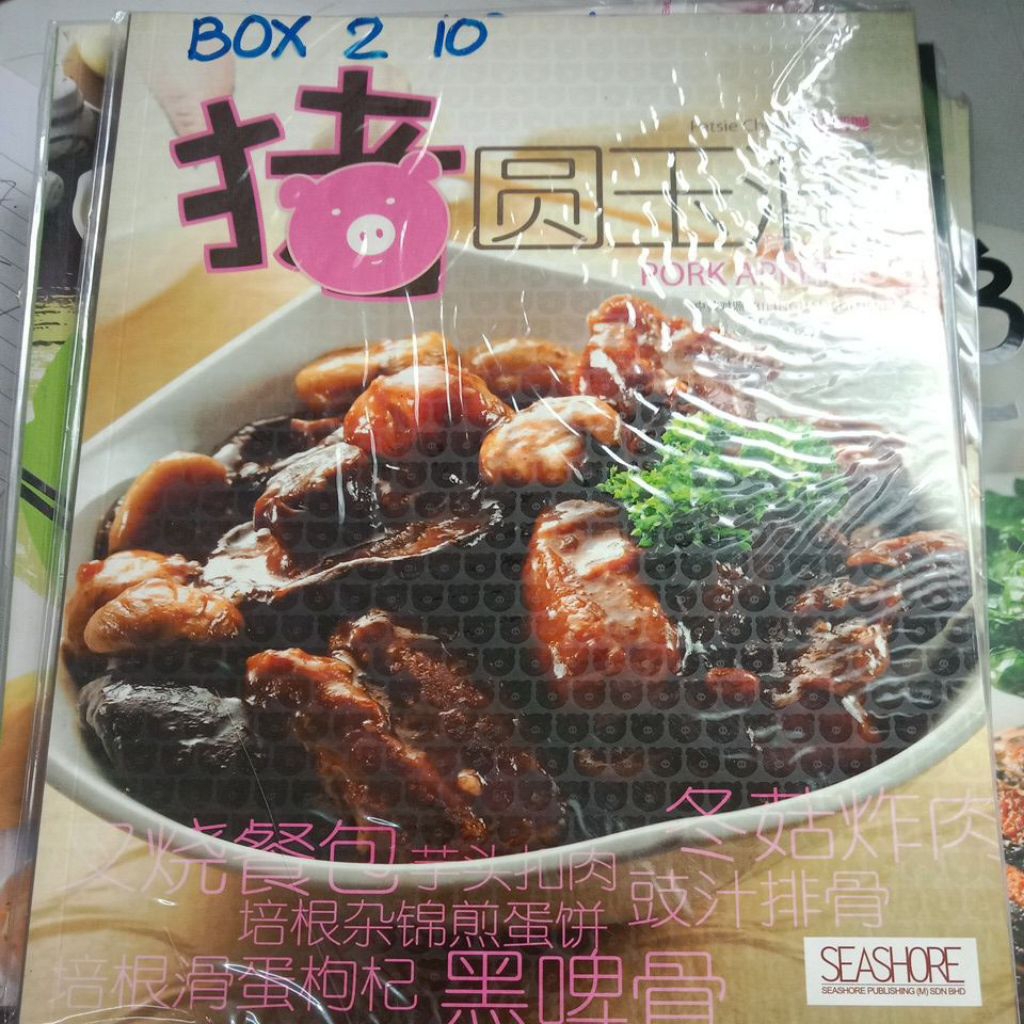 BOX 2 10
猪圆玉汁
Patsie
PORK
叉烧餐包
冬菇炸肉
芋头扣肉
豉汁排骨
培根杂锦煎蛋饼
培根滑蛋枸杞
黑啤骨
SEASHORE
SEASHORE PUBLISHING (M) SDN BHD